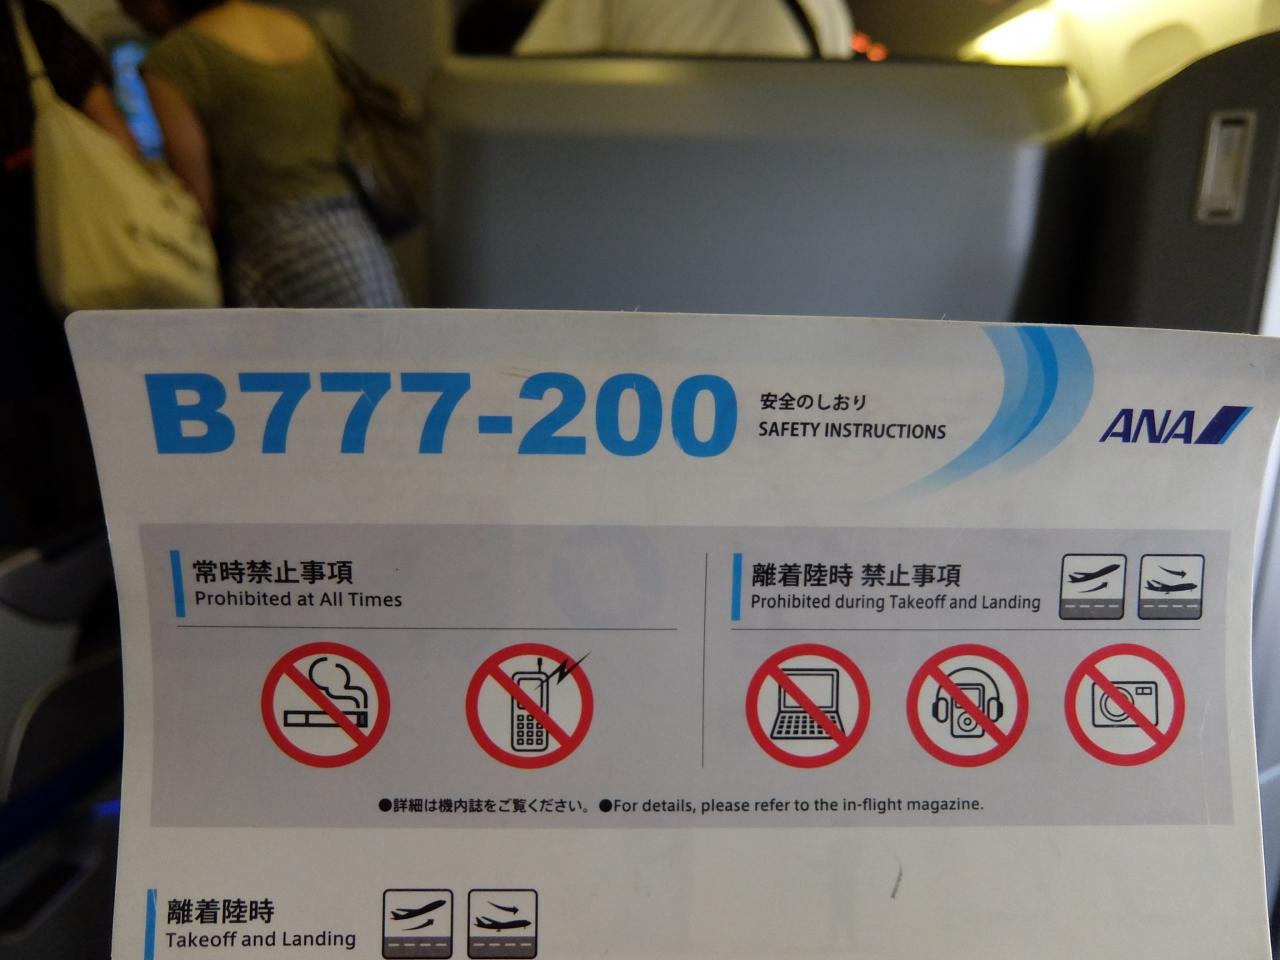 B777-200
安全のしおり
SAFETY INSTRUCTIONS
ANA
常時禁止事項
Prohibited at All Times
離着陸時 禁止事項
Prohibited during Takeoff and Landing
●詳細は機内誌をご覧ください。 ●For details, please refer to the in-flight magazine.
離着陸時
Takeoff and Landing